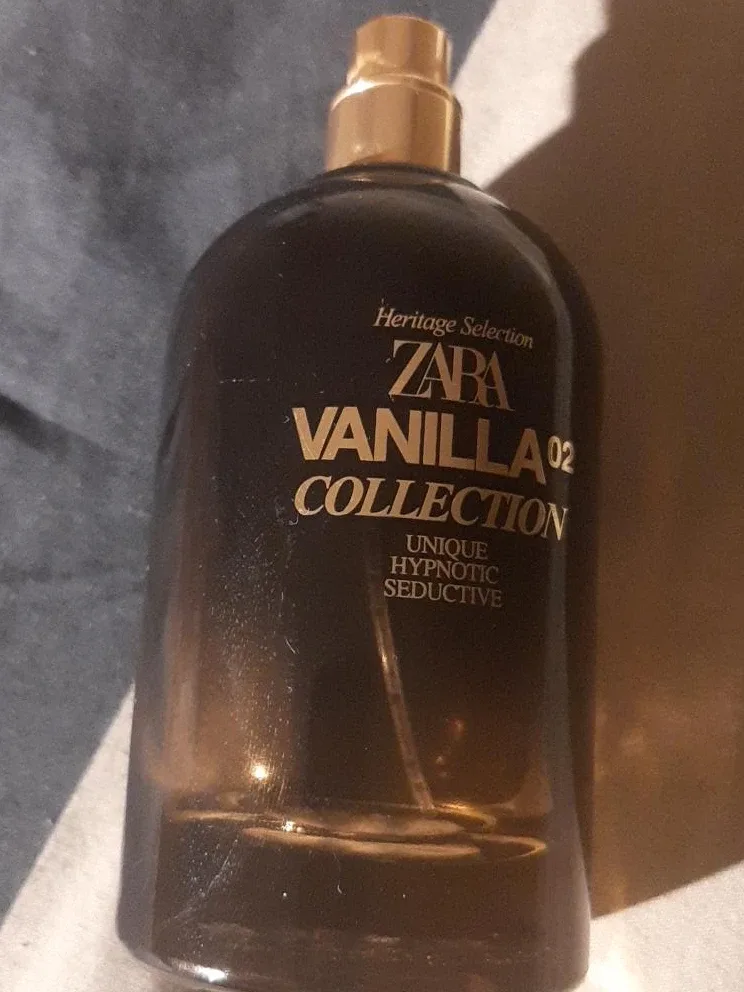 Heritage Selection
ZARA
VANILLA 02
COLLECTION
UNIQUE
HYPNOTIC
SEDUCTIVE